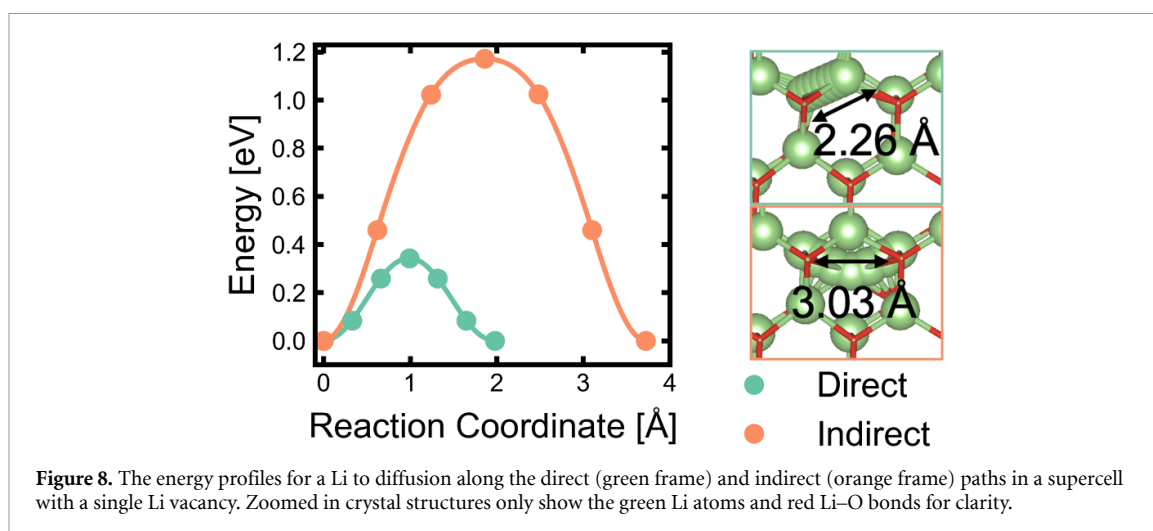 1.2
1.0
0.8
0.6
0.4
0.2
0.0
Energy [eV]
0 1 2 3 4
Reaction Coordinate [Å]
2.26 Å
3.03 Å
Direct
Indirect
Figure 8. The energy profiles for a Li to diffusion along the direct (green frame) and indirect (orange frame) paths in a supercell
with a single Li vacancy. Zoomed in crystal structures only show the green Li atoms and red Li–O bonds for clarity.